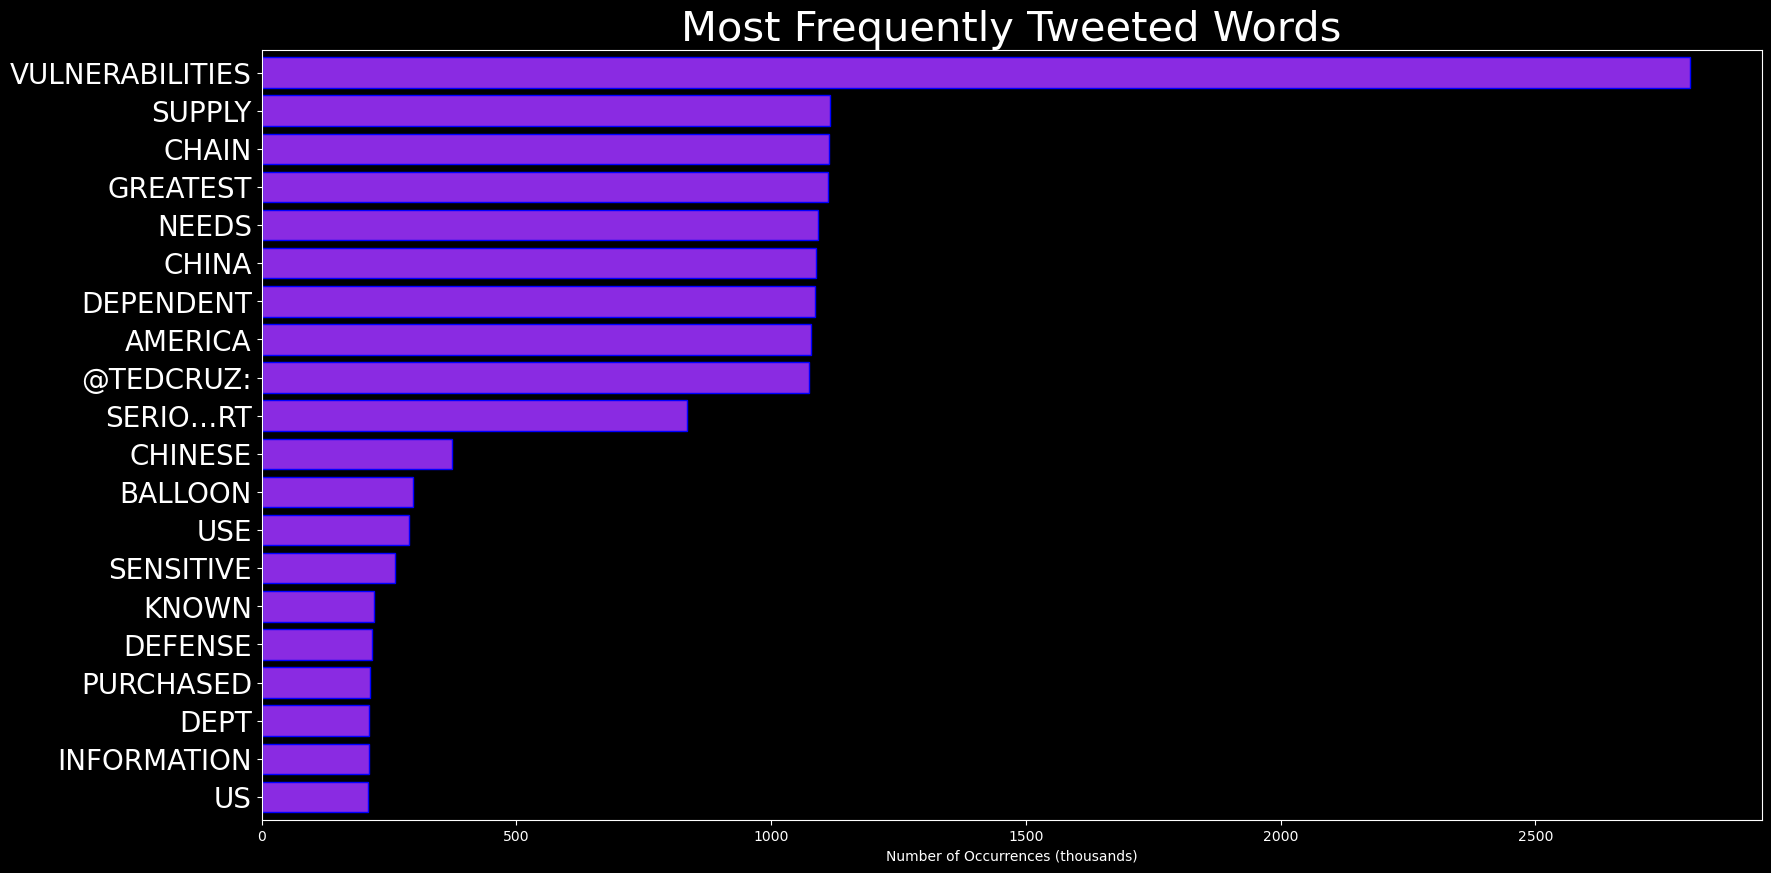 Most Frequently Tweeted Words
VULNERABILITIES
SUPPLY
CHAIN
GREATEST
NEEDS
CHINA
DEPENDENT
AMERICA
@TEDCRUZ:
SERIO…RT
CHINESE
BALLOON
USE
SENSITIVE
KNOWN
DEFENSE
PURCHASED
DEPT
INFORMATION
US
0 500 1000 1500 2000 2500
Number of Occurrences (thousands)